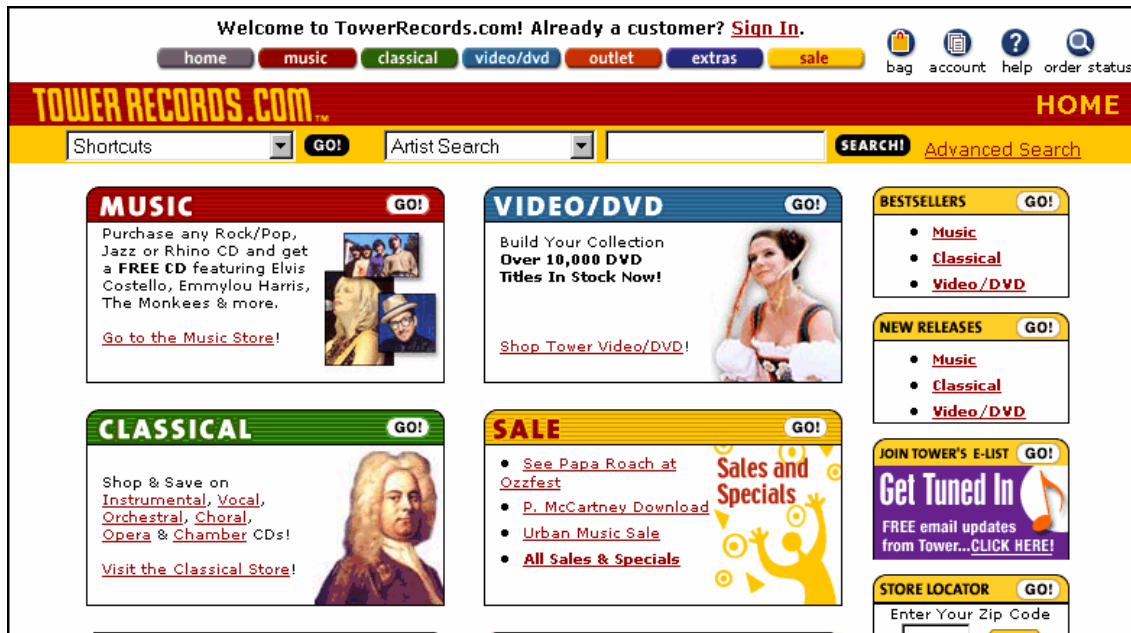 Welcome to TowerRecords.com! Already a customer? Sign In.
home music classical video/dvd outlet extras sale
bag account help order status
TOWER RECORDS.COM™
HOME
Shortcuts GO! Artist Search SEARCH! Advanced Search
MUSIC GO!
Purchase any Rock/Pop,
Jazz or Rhino CD and get
a FREE CD featuring Elvis
Costello, Emmylou Harris,
The Monkees & more.
Go to the Music Store!
VIDEO/DVD GO!
Build Your Collection
Over 10,000 DVD
Titles In Stock Now!
Shop Tower Video/DVD!
BESTSELLERS GO!
Music
Classical
Video/DVD
NEW RELEASES GO!
Music
Classical
Video/DVD
CLASSICAL GO!
Shop & Save on
Instrumental, Vocal,
Orchestral, Choral,
Opera & Chamber CDs!
Visit the Classical Store!
SALE GO!
See Papa Roach at
Ozzfest
P. McCartney Download
Urban Music Sale
All Sales & Specials
Sales and
Specials
JOIN TOWER'S E-LIST GO!
Get Tuned In
FREE email updates
from Tower...CLICK HERE!
STORE LOCATOR GO!
Enter Your Zip Code